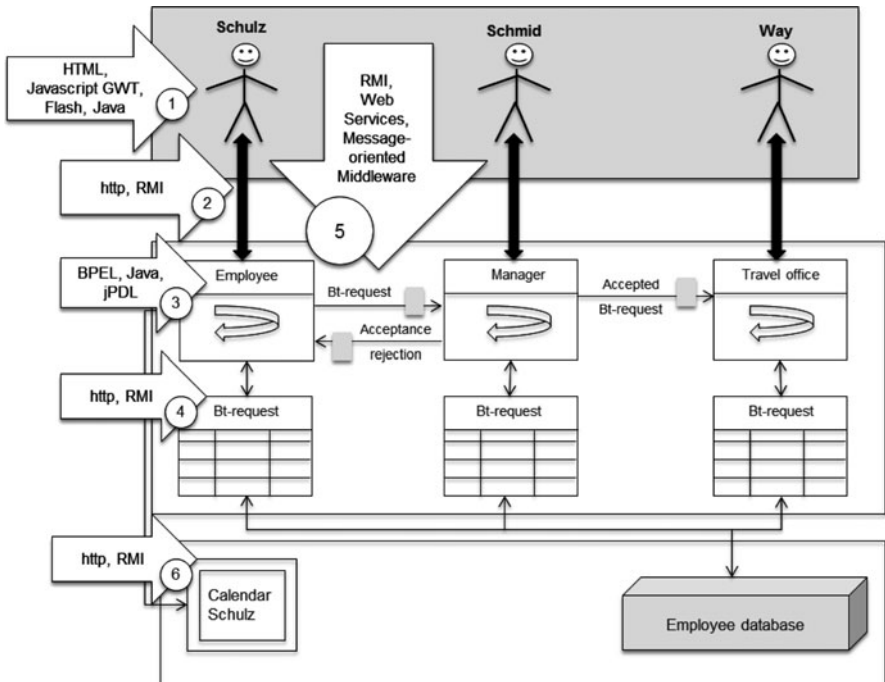 Schulz
Schmid
Way
HTML,
Javascript GWT,
Flash, Java
1
RMI,
Web
Services,
Message-
oriented
Middleware
5
http, RMI
2
BPEL, Java,
jPDL
3
Employee
Bt-request
Acceptance
rejection
Manager
Accepted
Bt-request
Travel office
http, RMI
4
Bt-request
Bt-request
Bt-request
http, RMI
6
Calendar
Schulz
Employee database